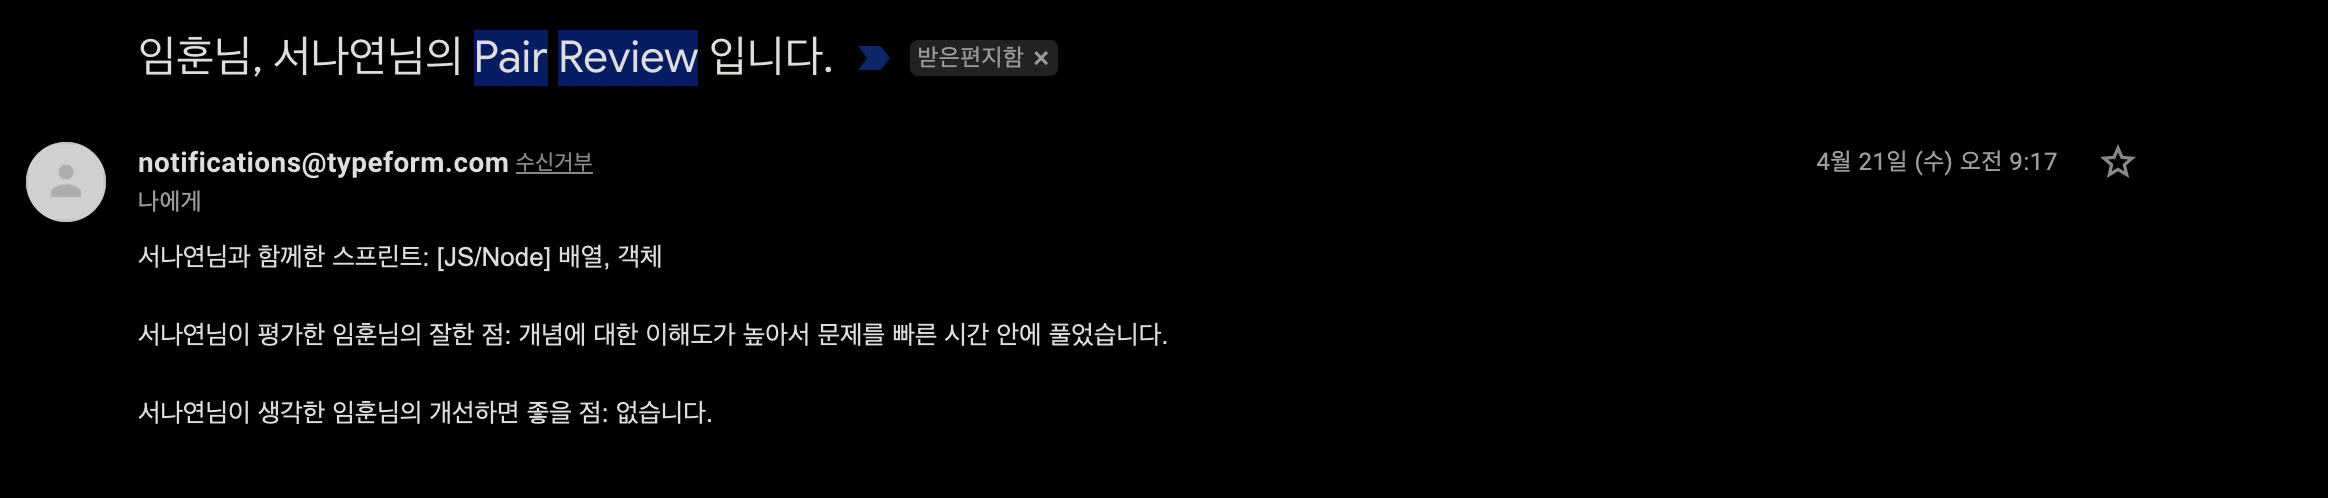 임훈님, 서나연님의 Pair Review 입니다. 받은편지함 ×
notifications@typeform.com 수신거부 4월 21일 (수) 오전 9:17
나에게
서나연님과 함께한 스프린트: [JS/Node] 배열, 객체
서나연님이 평가한 임훈님의 잘한 점: 개념에 대한 이해도가 높아서 문제를 빠른 시간 안에 풀었습니다.
서나연님이 생각한 임훈님의 개선하면 좋을 점: 없습니다.